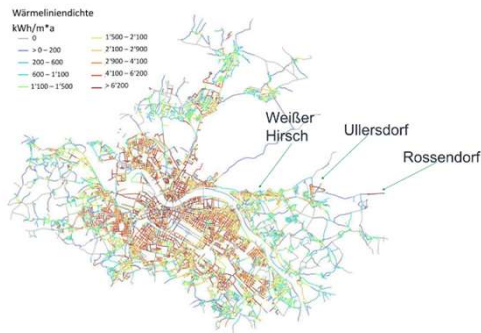 Wärmeliniendichte
kWh/m*a
0
> 0 – 200
200 – 600
600 – 1'100
1'100 – 1'500
1'500 – 2'100
2'100 – 2'900
2'900 – 4'100
4'100 – 6'200
> 6'200
Weißer
Hirsch
Ullersdorf
Rossendorf